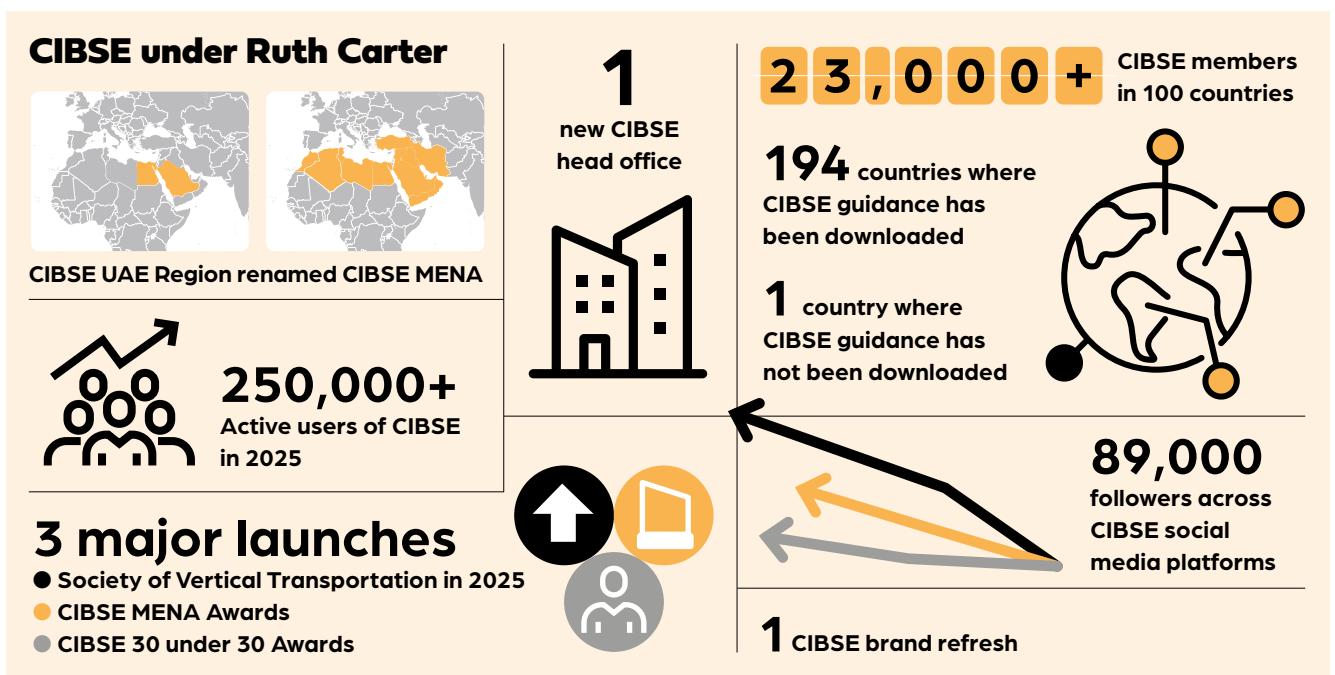 CIBSE under Ruth Carter
CIBSE UAE Region renamed CIBSE MENA
250,000+
Active users of CIBSE
in 2025
3 major launches
Society of Vertical Transportation in 2025
CIBSE MENA Awards
CIBSE 30 under 30 Awards
1
new CIBSE
head office
23,000+
CIBSE members
in 100 countries
194 countries where
CIBSE guidance has
been downloaded
1 country where
CIBSE guidance has
not been downloaded
89,000
followers across
CIBSE social
media platforms
1 CIBSE brand refresh